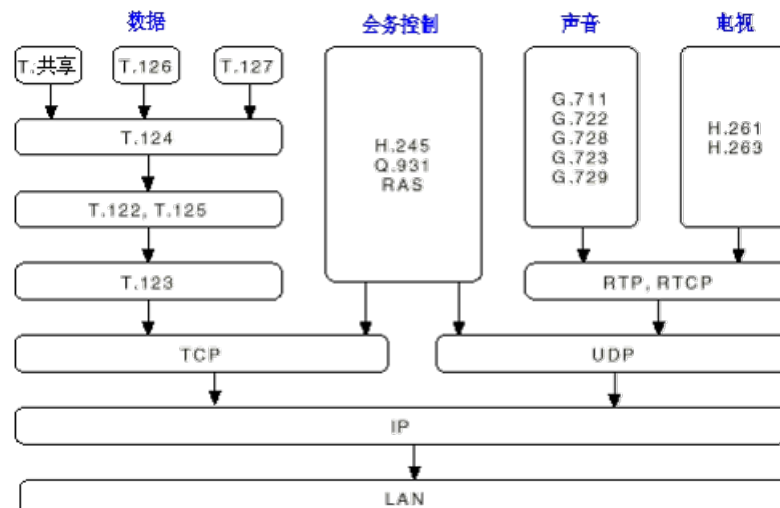 数据 会务控制 声音 电视
T.共享 T.126 T.127
T.124
T.122, T.125
T.123
H.245
Q.931
RAS
G.711
G.722
G.728
G.723
G.729
H.261
H.263
RTP, RTCP
TCP
UDP
IP
LAN